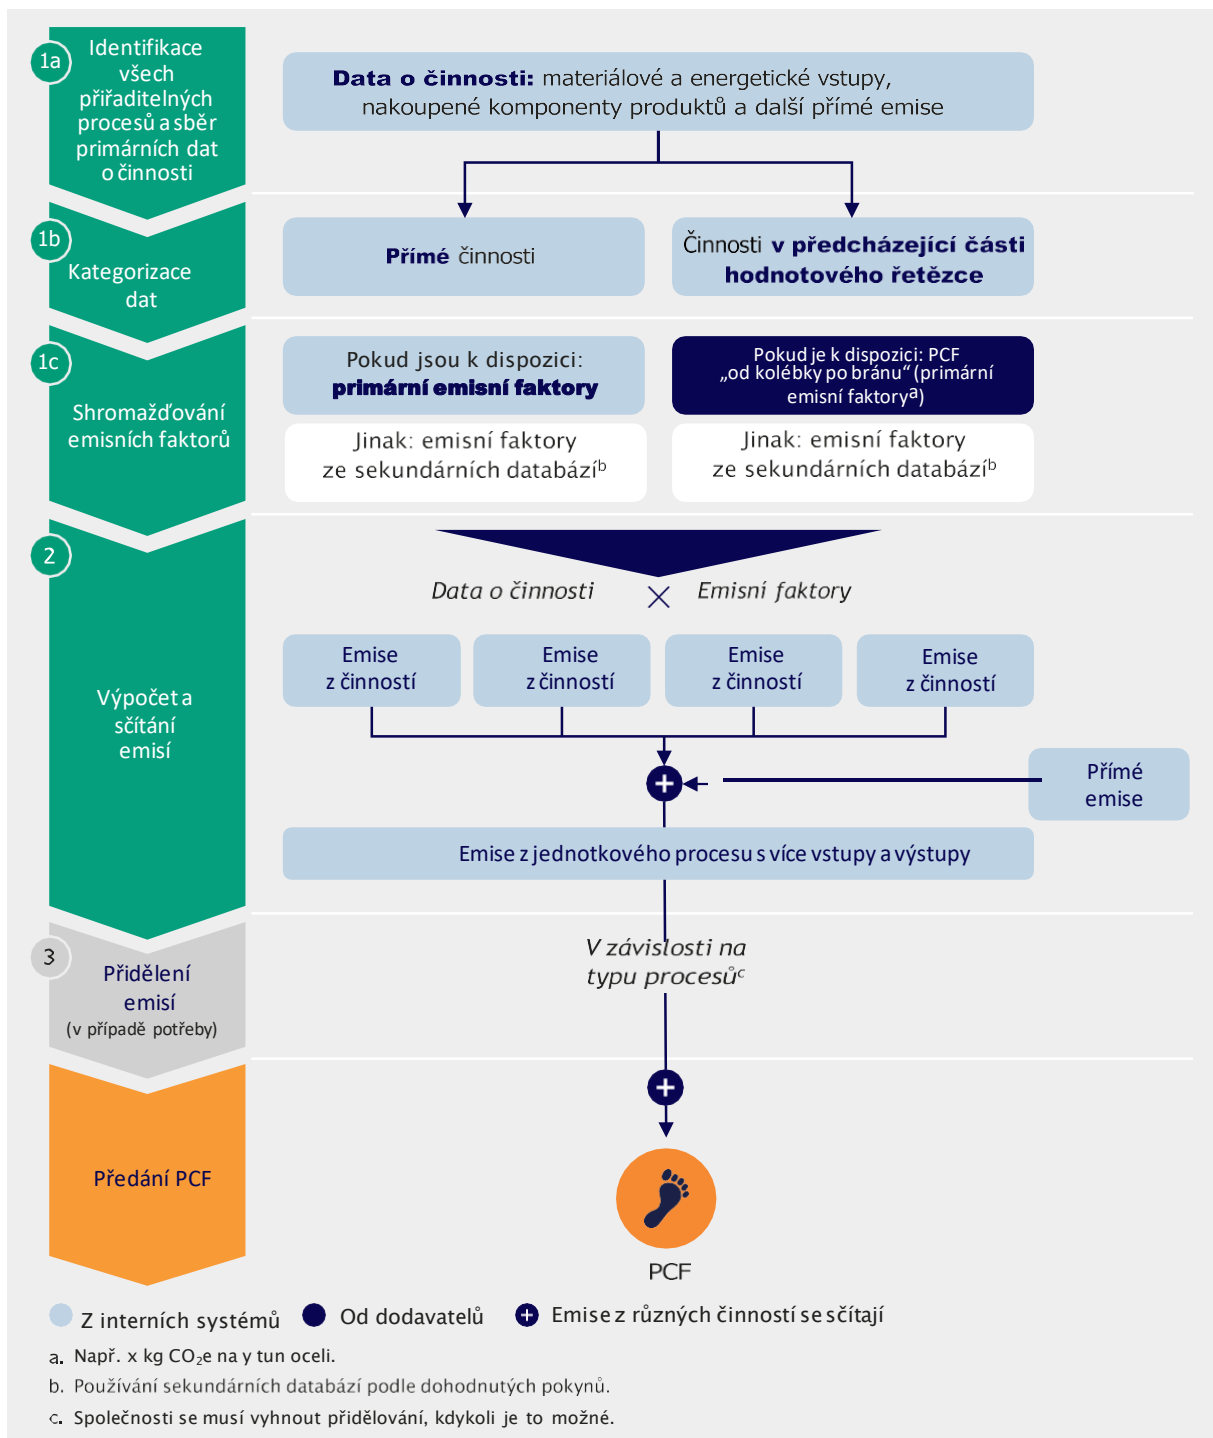 1a
Identifikace
všech
přiřaditelných
procesů a sběr
primárních dat
o činnosti
Data o činnosti: materiálové a energetické vstupy,
nakoupené komponenty produktů a další přímé emise
1b
Kategorizace
dat
Přímé činnosti
Činnosti v předcházející části
hodnotového řetězce
1c
Shromažďování
emisních faktorů
Pokud jsou k dispozici:
primární emisní faktory
Pokud je k dispozici: PCF
„od kolébky po bránu“ (primární
emisní faktoryᵃ)
Jinak: emisní faktory
ze sekundárních databázíᵇ
Jinak: emisní faktory
ze sekundárních databázíᵇ
2
Výpočet a
sčítání
emisí
Data o činnosti × Emisní faktory
Emise
z činností
Emise
z činností
Emise
z činností
Emise
z činností
+
Přímé
emise
Emise z jednotkového procesu s více vstupy a výstupy
3
Přidělení
emisí
(v případě potřeby)
V závislosti na
typu procesůᶜ
+
Předání PCF
PCF
Z interních systémů
Od dodavatelů
+ Emise z různých činností se sčítají
a. Např. x kg CO₂e na y tun oceli.
b. Používání sekundárních databází podle dohodnutých pokynů.
c. Společnosti se musí vyhnout přidělování, kdykoli je to možné.